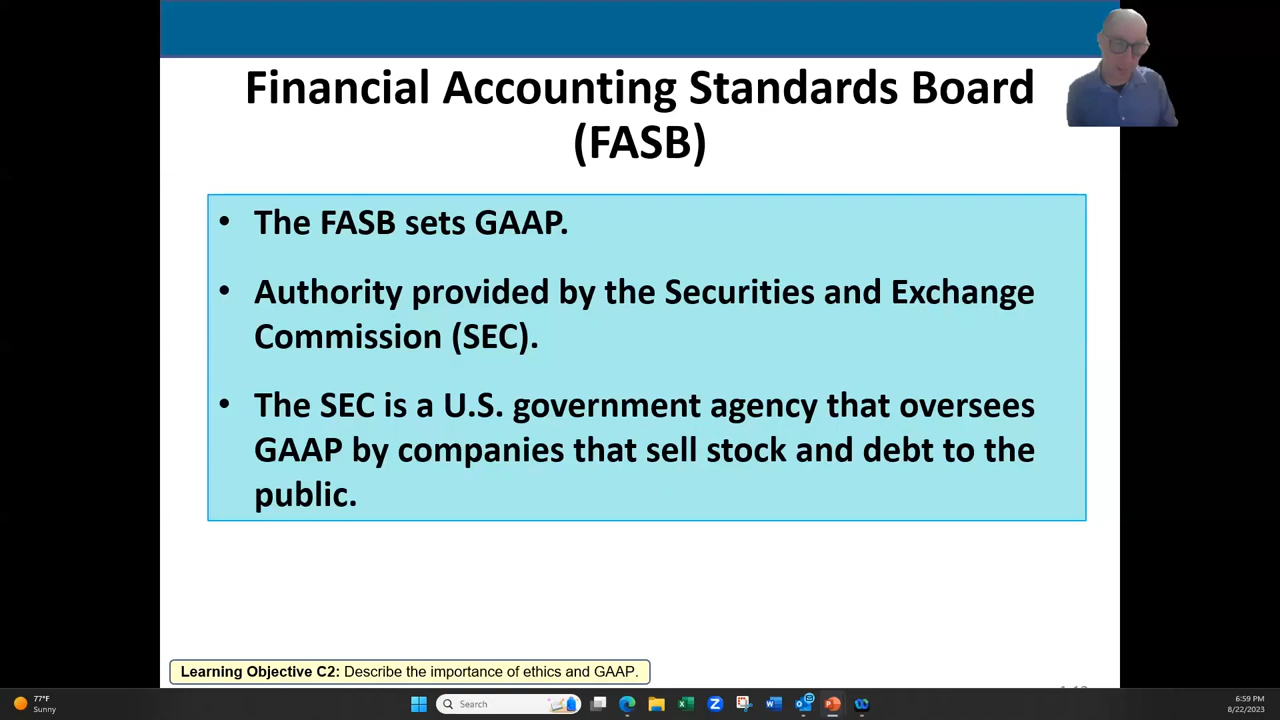 Financial Accounting Standards Board
(FASB)
• The FASB sets GAAP.
• Authority provided by the Securities and Exchange
Commission (SEC).
• The SEC is a U.S. government agency that oversees
GAAP by companies that sell stock and debt to the
public.
Learning Objective C2: Describe the importance of ethics and GAAP.
77°F
Sunny
Search
6:59 PM
8/22/2023